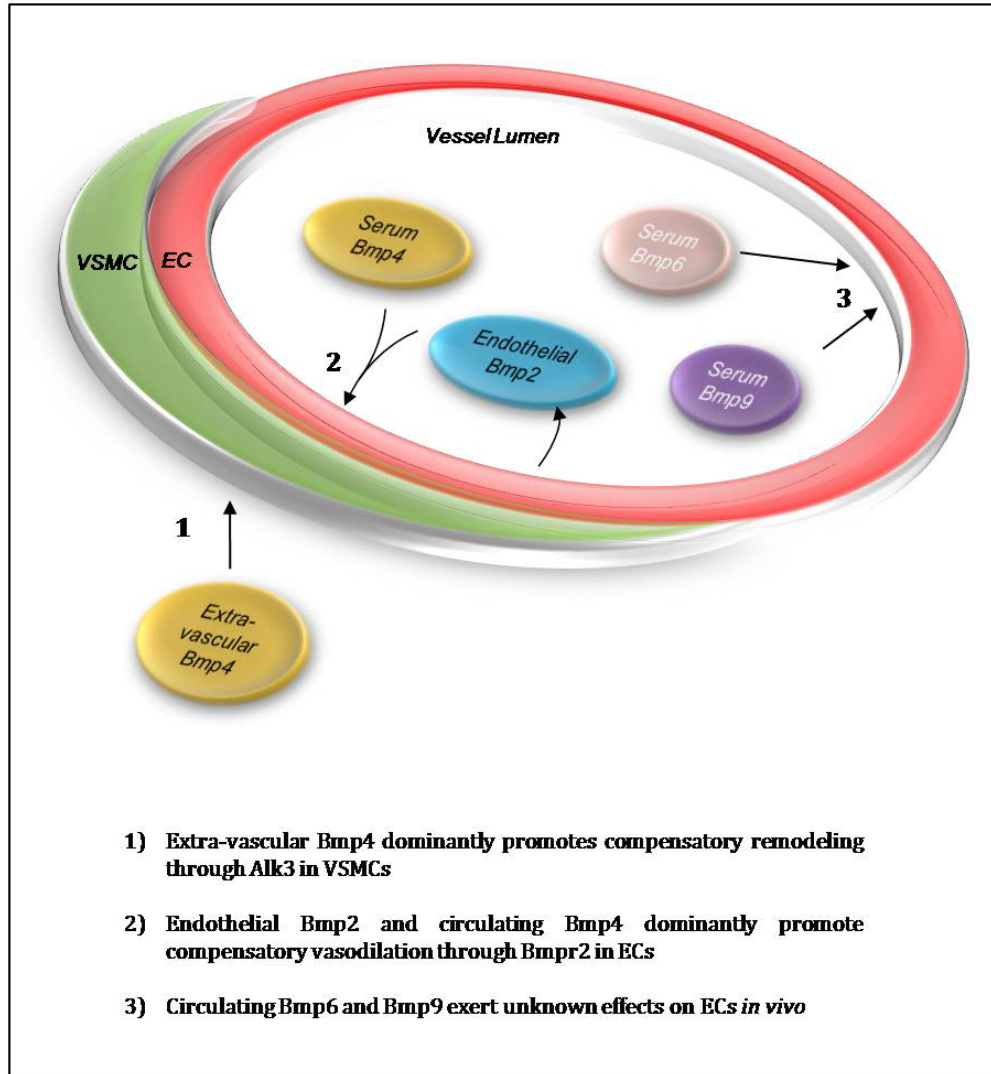 Vessel Lumen
Serum
Bmp4
Serum
Bmp6
VSMC
EC
3
2
Endothelial
Bmp2
Serum
Bmp9
1
Extra-
vascular
Bmp4
1) Extra-vascular Bmp4 dominantly promotes compensatory remodeling
through Alk3 in VSMCs
2) Endothelial Bmp2 and circulating Bmp4 dominantly promote
compensatory vasodilation through Bmpr2 in ECs
3) Circulating Bmp6 and Bmp9 exert unknown effects on ECs in vivo